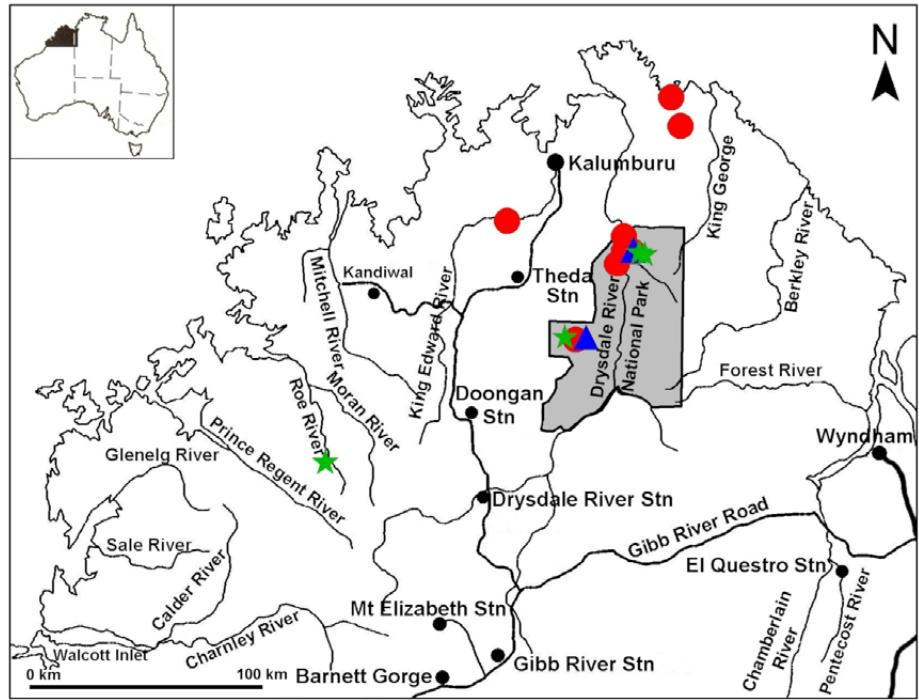 N
Kalumburu
King George
Kandiwal
Theda
Stn
Mitchell River
King Edward River
Drysdale River
National Park
Berkley River
Forest River
Doongan
Stn
Roe River
Moran River
Prince Regent River
Glenelg River
Wyndham
Drysdale River Stn
Gibb River Road
Sale River
Calder River
El Questro Stn
Mt Elizabeth Stn
Charnley River
Chamberlain
River
Pentecost River
Walcott Inlet
Gibb River Stn
0 km
100 km
Barnett Gorge